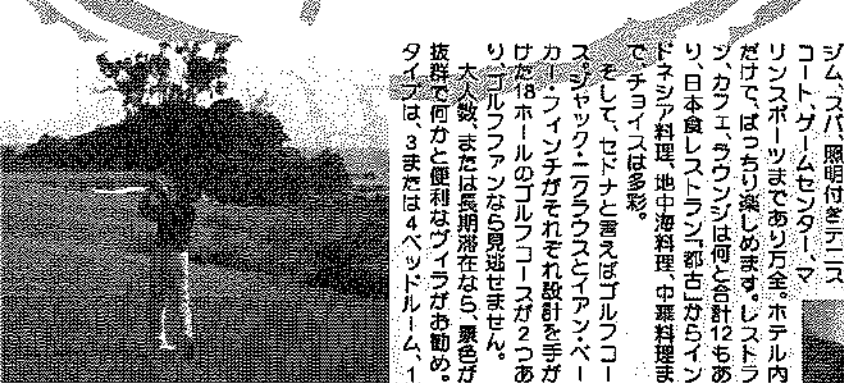 ジム、スパ、照明付きテニス
コート、ゲームセンター、マ
リンスポーツまであり万全。ホテル内
だけで、ばっちり楽しめます。レストラ
ン、カフェ、ラウンジは何と合計12もあ
り、日本食レストラン「都古」からイン
ドネシア料理、地中海料理、中華料理ま
で、チョイスは多彩。
そして、セドナと言えばゴルフコー
ス。ジャック・ニクラウスとイアン・ベー
カー・フィンチがそれぞれ設計を手が
けた18ホールのゴルフコースが2つあ
り、ゴルフファンなら見逃せません。
大人数、または長期滞在なら、景色が
抜群で何かと便利なヴィラがお勧め。
タイプは、3または4ベッドルーム、1